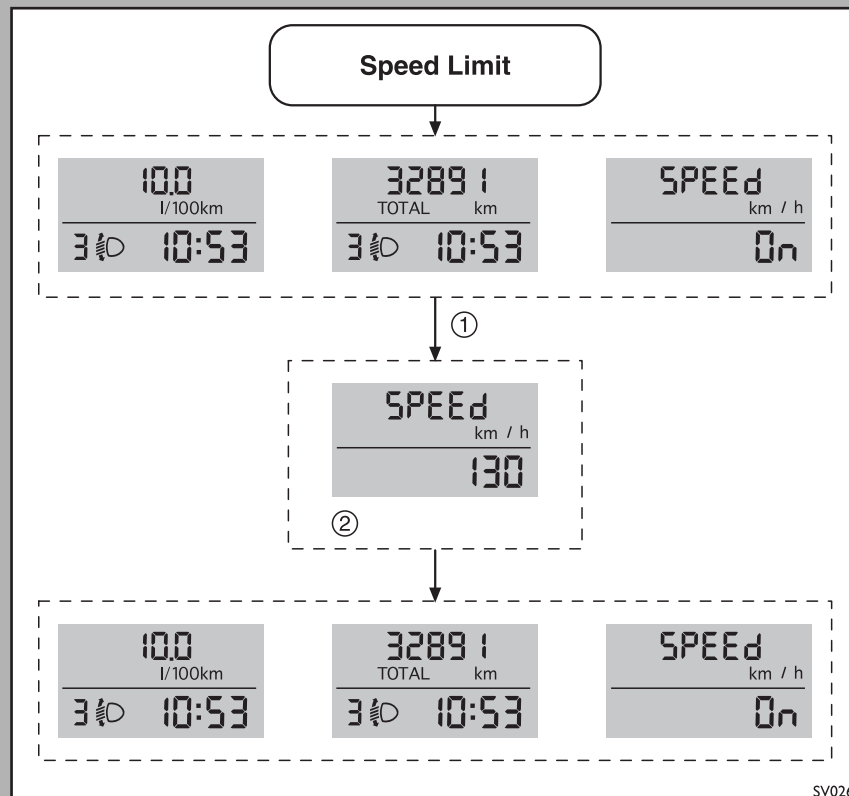 Speed Limit
10.0
l/100km
3 10:53
32891
TOTAL km
3 10:53
SPEEd
km / h
On
①
SPEEd
km / h
130
②
10.0
l/100km
3 10:53
32891
TOTAL km
3 10:53
SPEEd
km / h
On
SV026